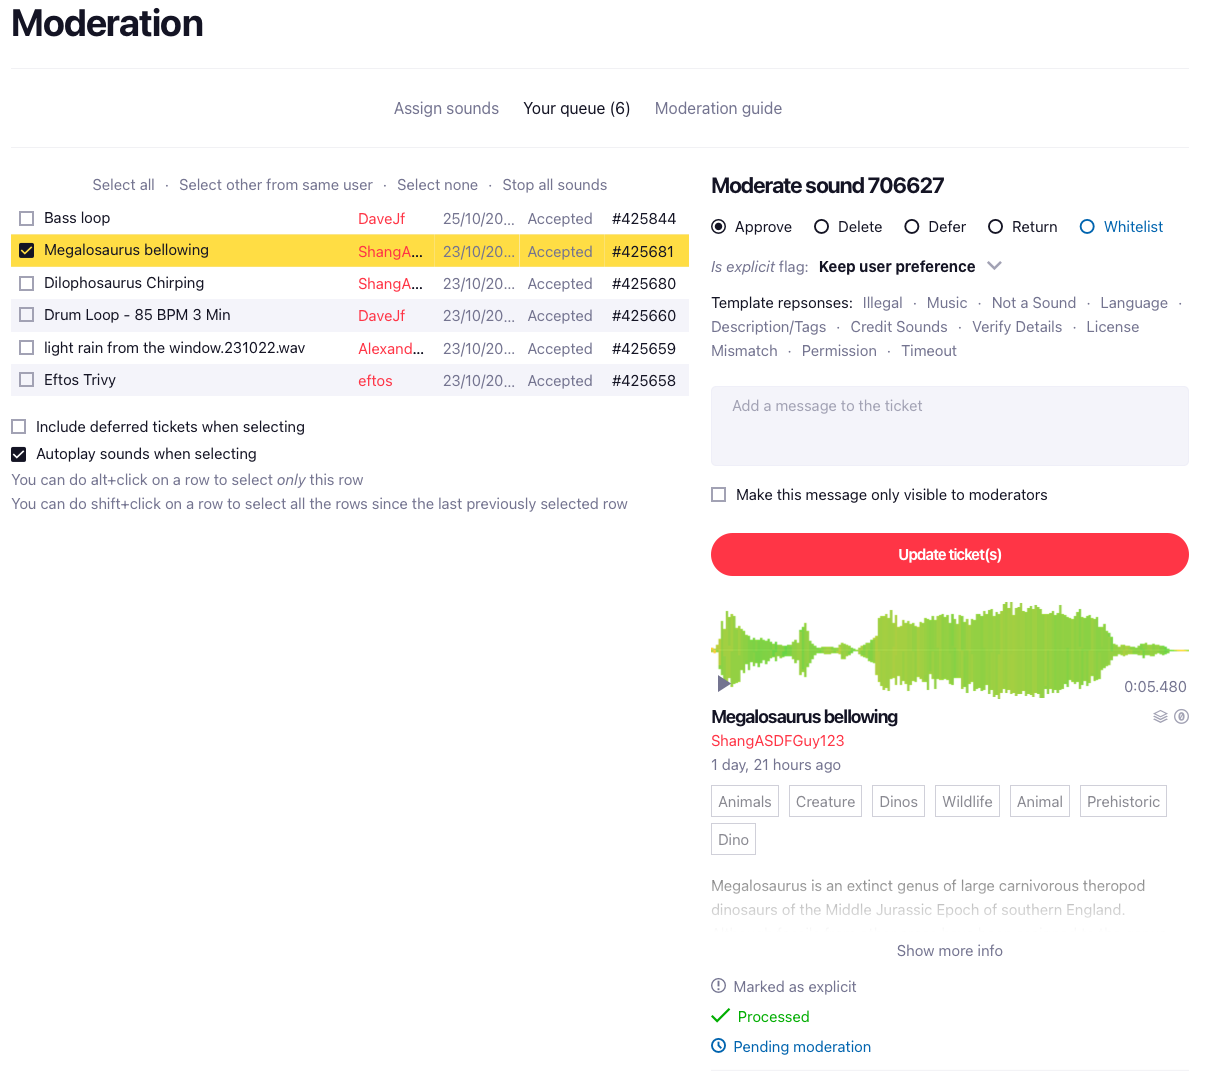 Moderation
Assign sounds Your queue (6) Moderation guide
Select all · Select other from same user · Select none · Stop all sounds
Bass loop DaveJf 25/10/20... Accepted #425844
Megalosaurus bellowing ShangA... 23/10/20... Accepted #425681
Dilophosaurus Chirping ShangA... 23/10/20... Accepted #425680
Drum Loop - 85 BPM 3 Min DaveJf 23/10/20... Accepted #425660
light rain from the window.231022.wav Alexand... 23/10/20... Accepted #425659
Eftos Trivy eftos 23/10/20... Accepted #425658
Include deferred tickets when selecting
Autoplay sounds when selecting
You can do alt+click on a row to select only this row
You can do shift+click on a row to select all the rows since the last previously selected row
Moderate sound 706627
Approve Delete Defer Return Whitelist
Is explicit flag: Keep user preference
Template repsonses: Illegal · Music · Not a Sound · Language ·
Description/Tags · Credit Sounds · Verify Details · License
Mismatch · Permission · Timeout
Add a message to the ticket
Make this message only visible to moderators
Update ticket(s)
0:05.480
Megalosaurus bellowing
ShangASDFGuy123
1 day, 21 hours ago
Animals Creature Dinos Wildlife Animal Prehistoric
Dino
Megalosaurus is an extinct genus of large carnivorous theropod
dinosaurs of the Middle Jurassic Epoch of southern England.
Show more info
Marked as explicit
Processed
Pending moderation